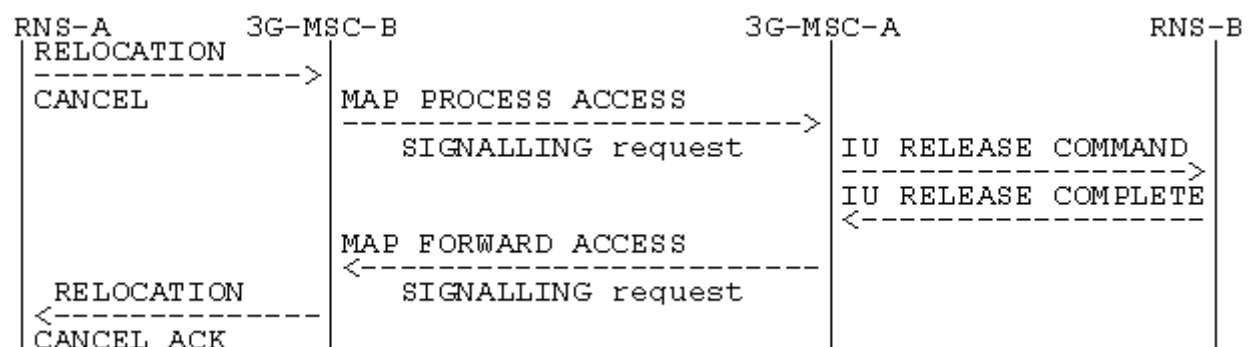 RNS-A 3G-MSC-B 3G-MSC-A RNS-B
RELOCATION
CANCEL MAP PROCESS ACCESS
SIGNALLING request IU RELEASE COMMAND
IU RELEASE COMPLETE
MAP FORWARD ACCESS
RELOCATION SIGNALLING request
CANCEL ACK